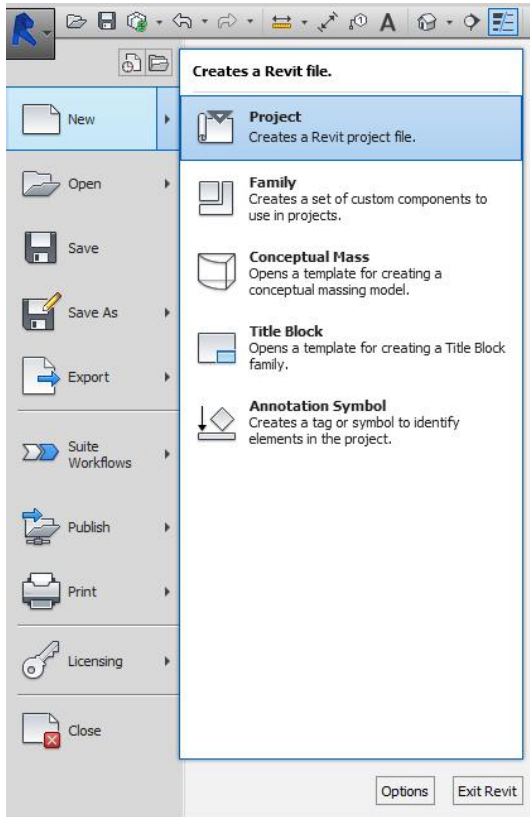 R
A
Creates a Revit file.
New
Project
Creates a Revit project file.
Open
Family
Creates a set of custom components to
use in projects.
Save
Conceptual Mass
Opens a template for creating a
conceptual massing model.
Save As
Title Block
Opens a template for creating a Title Block
family.
Export
Annotation Symbol
Creates a tag or symbol to identify
elements in the project.
Suite
Workflows
Publish
Print
Licensing
Close
Options
Exit Revit